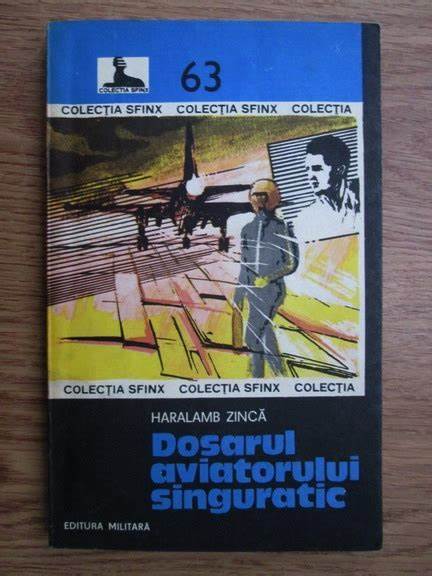 COLECȚIA SFINX
63
COLECȚIA SFINX COLECȚIA SFINX COLECȚIA
COLECȚIA SFINX COLECȚIA SFINX COLECȚIA
HARALAMB ZINCĂ
Dosarul
aviatorului
singuratic
EDITURA MILITARĂ